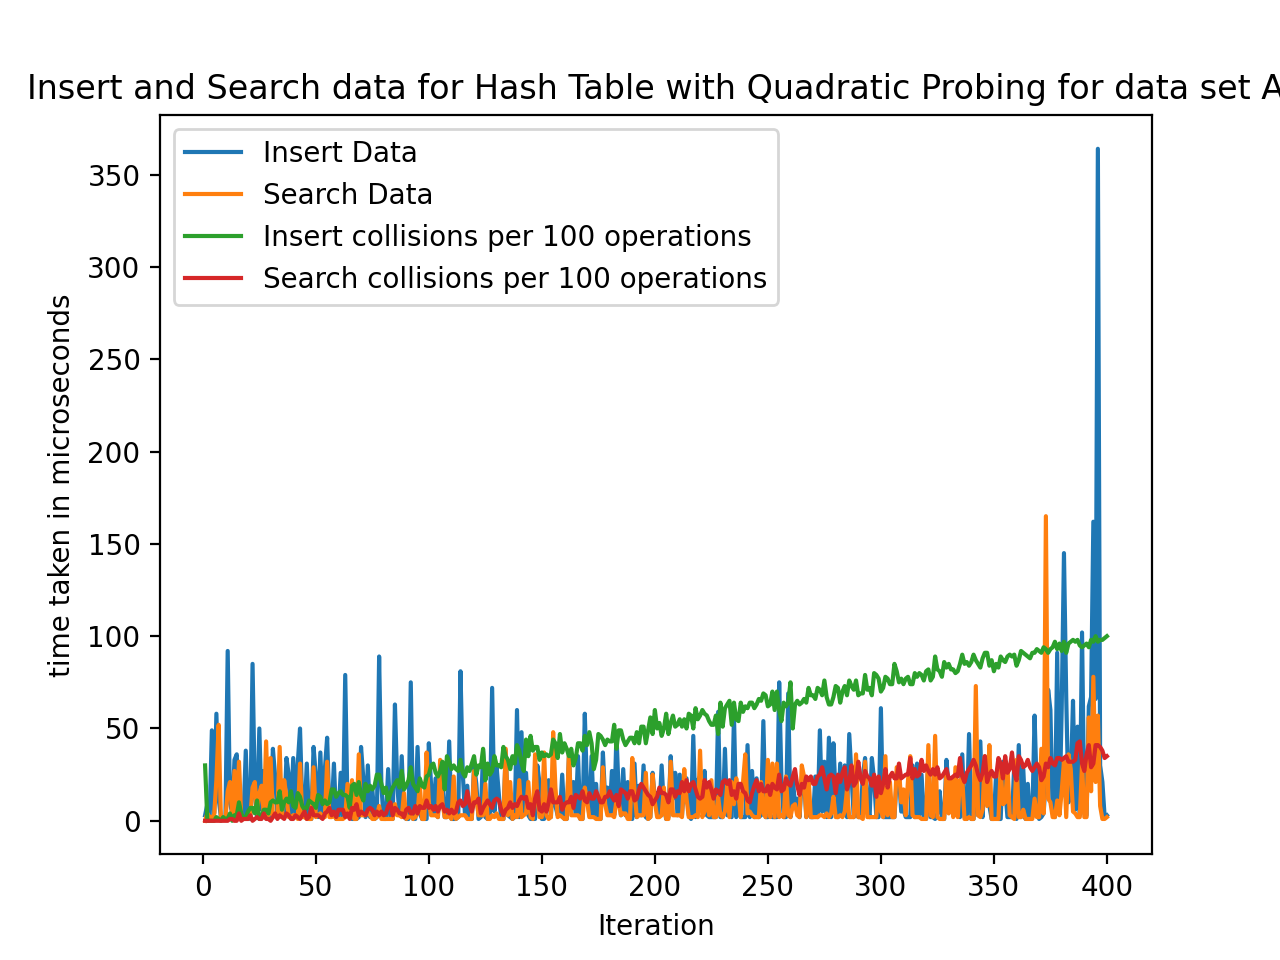 Insert and Search data for Hash Table with Quadratic Probing for data set A
Insert Data
Search Data
Insert collisions per 100 operations
Search collisions per 100 operations
350
300
250
200
150
100
50
0
time taken in microseconds
0 50 100 150 200 250 300 350 400
Iteration